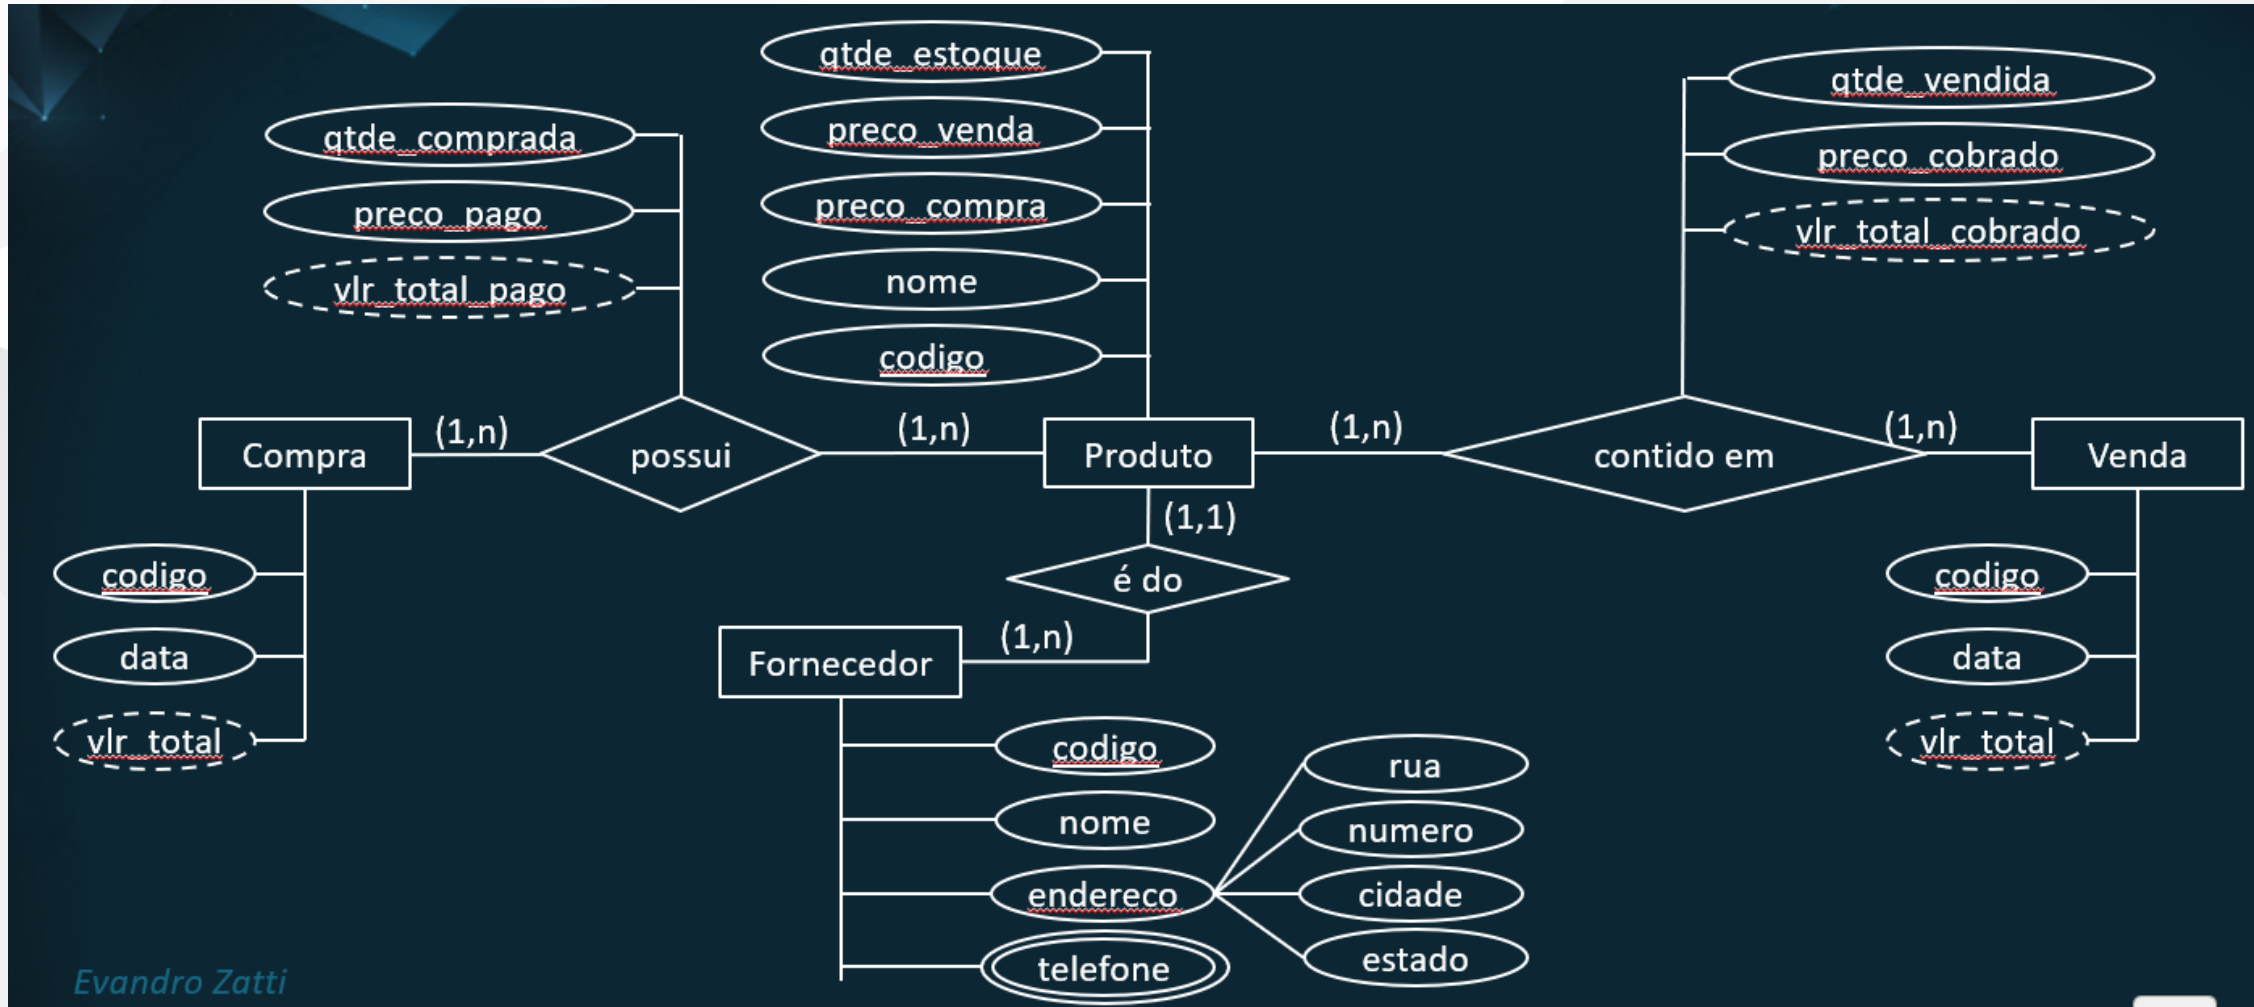 qtde_estoque
preco_venda
preco_compra
nome
codigo
qtde_comprada
preco_pago
vlr_total_pago
qtde_vendida
preco_cobrado
vlr_total_cobrado
Compra
(1,n)
possui
(1,n)
Produto
(1,n)
contido em
(1,n)
Venda
(1,1)
é do
(1,n)
Fornecedor
codigo
data
vlr_total
codigo
nome
endereco
telefone
rua
numero
cidade
estado
codigo
data
vlr_total
Evandro Zatti